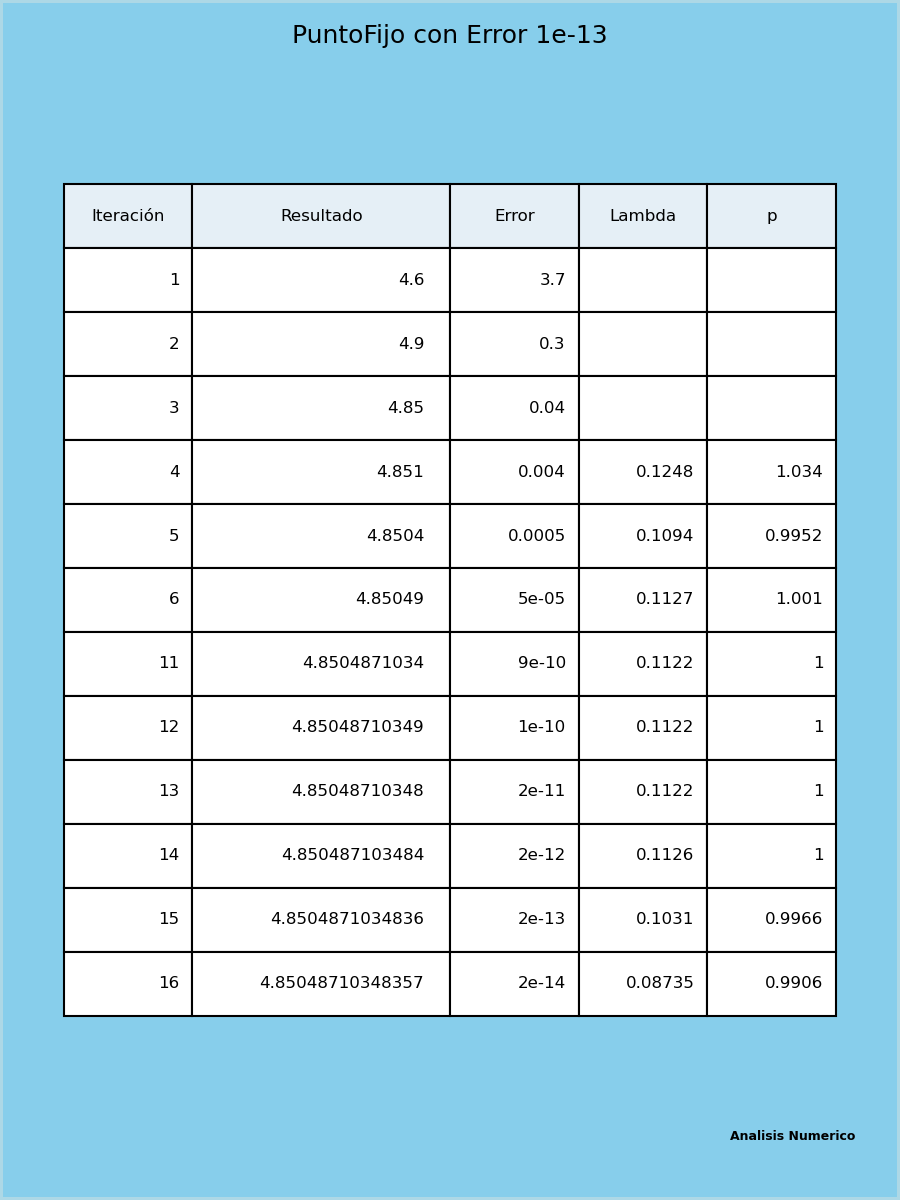 PuntoFijo con Error 1e-13
Iteración Resultado Error Lambda p
1 4.6 3.7
2 4.9 0.3
3 4.85 0.04
4 4.851 0.004 0.1248 1.034
5 4.8504 0.0005 0.1094 0.9952
6 4.85049 5e-05 0.1127 1.001
11 4.8504871034 9e-10 0.1122 1
12 4.85048710349 1e-10 0.1122 1
13 4.85048710348 2e-11 0.1122 1
14 4.850487103484 2e-12 0.1126 1
15 4.8504871034836 2e-13 0.1031 0.9966
16 4.85048710348357 2e-14 0.08735 0.9906
Analisis Numerico